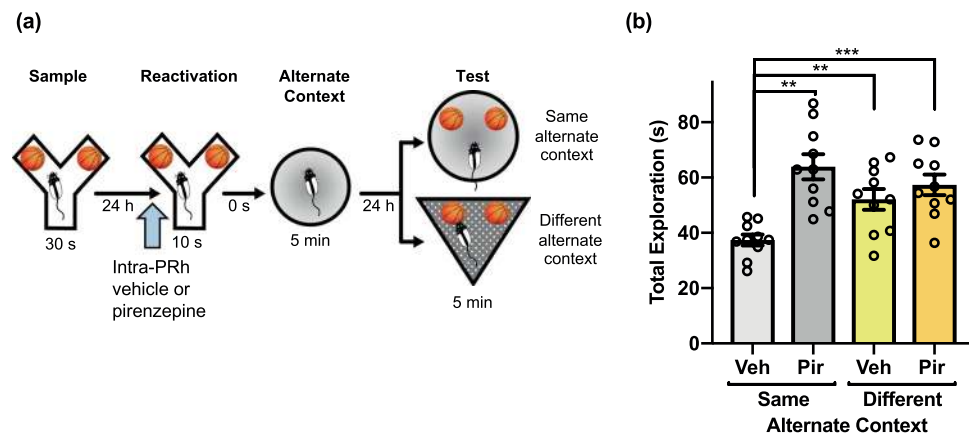 (a)
Sample
Reactivation
Alternate
Context
Test
24 h
0 s
24 h
30 s
10 s
5 min
Same
alternate
context
Different
alternate
context
5 min
Intra-PRh
vehicle or
pirenzepine
(b)
***
**
**
Total Exploration (s)
80
60
40
20
0
Veh Pir Veh Pir
Same Different
Alternate Context